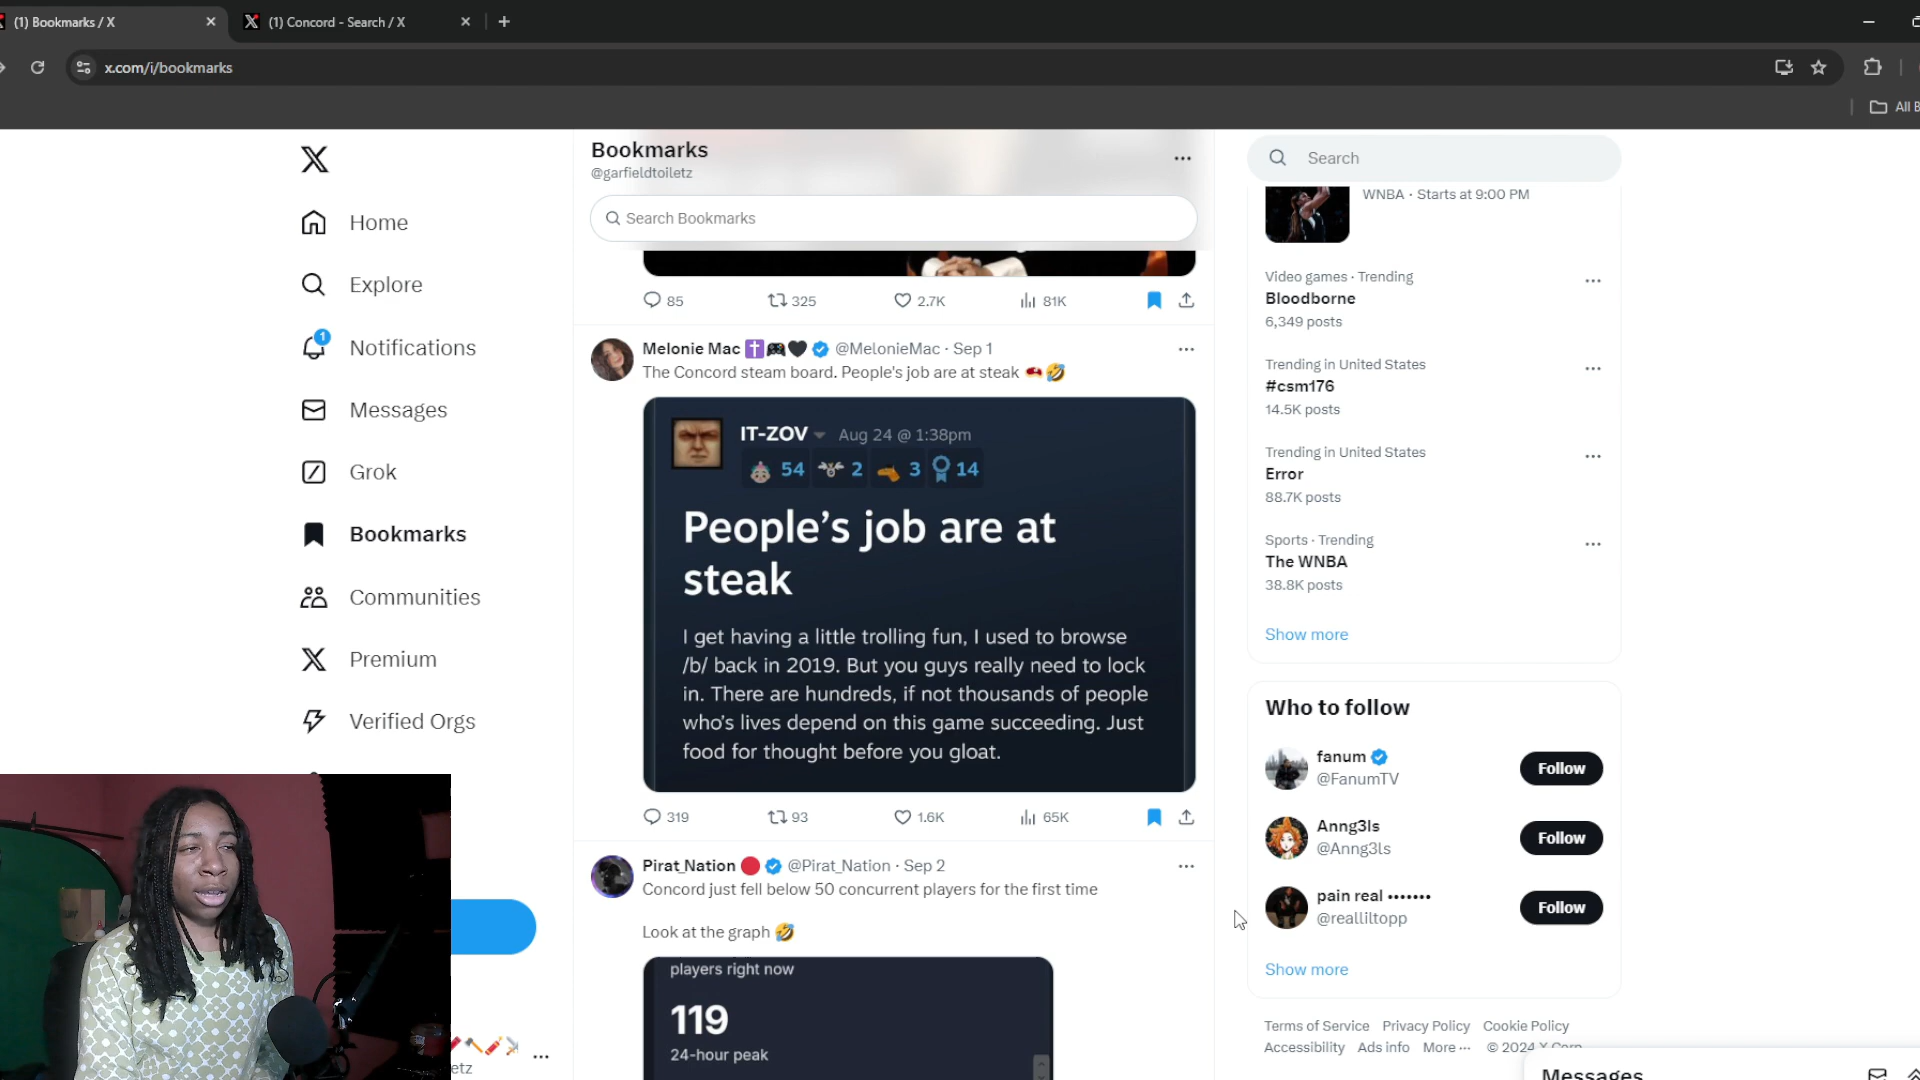 (1) Bookmarks / X
(1) Concord - Search / X
x.com/i/bookmarks
All B
Bookmarks
@garfieldtoiletz
Search Bookmarks
Home
Explore
1
Notifications
Messages
Grok
Bookmarks
Communities
Premium
Verified Orgs
etz
85 325 2.7K 81K
Melonie Mac @MelonieMac · Sep 1
The Concord steam board. People's job are at steak
IT-ZOV Aug 24 @ 1:38pm
54 2 3 14
People's job are at
steak
I get having a little trolling fun, I used to browse
/b/ back in 2019. But you guys really need to lock
in. There are hundreds, if not thousands of people
who's lives depend on this game succeeding. Just
food for thought before you gloat.
319 93 1.6K 65K
Pirat_Nation @Pirat_Nation · Sep 2
Concord just fell below 50 concurrent players for the first time
Look at the graph
players right now
119
24-hour peak
Search
WNBA · Starts at 9:00 PM
Video games · Trending
Bloodborne
6,349 posts
Trending in United States
#csm176
14.5K posts
Trending in United States
Error
88.7K posts
Sports · Trending
The WNBA
38.8K posts
Show more
Who to follow
fanum
@FanumTV
Follow
Anng3ls
@Anng3ls
Follow
pain real •••••••
@realliltopp
Follow
Show more
Terms of Service Privacy Policy Cookie Policy
Accessibility Ads info More ··· © 2024 X Corp.
Messages